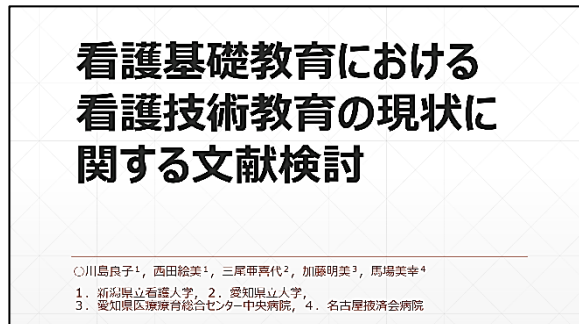 看護基礎教育における
看護技術教育の現状に
関する文献検討
○川島良子¹，西田絵美¹，三尾亜喜代²，加藤明美³，馬場美幸⁴
1．新潟県立看護大学，2．愛知県立大学，
3．愛知県医療療育総合センター中央病院，4．名古屋掖済会病院